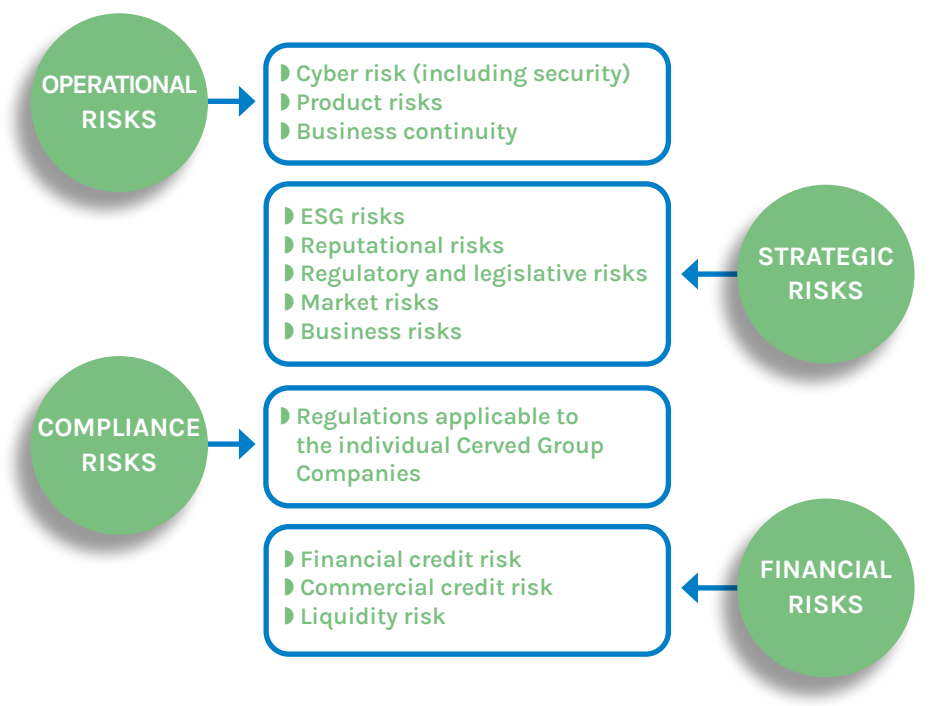 OPERATIONAL
RISKS
Cyber risk (including security)
Product risks
Business continuity
STRATEGIC
RISKS
ESG risks
Reputational risks
Regulatory and legislative risks
Market risks
Business risks
COMPLIANCE
RISKS
Regulations applicable to
the individual Cerved Group
Companies
FINANCIAL
RISKS
Financial credit risk
Commercial credit risk
Liquidity risk